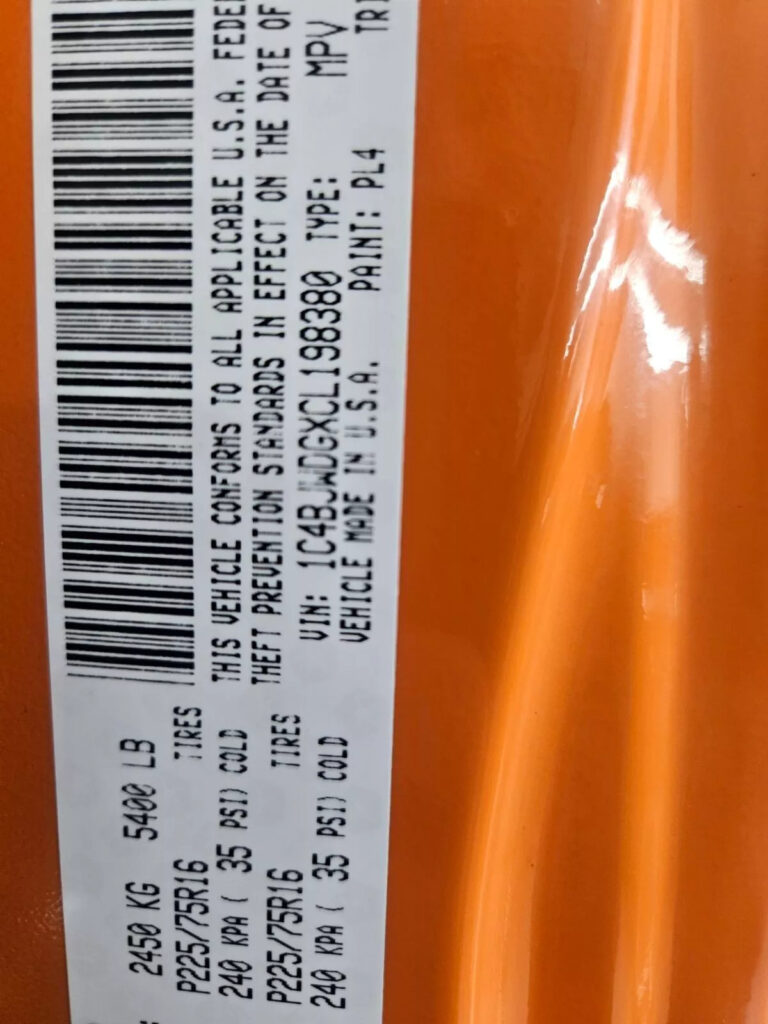 2450 KG 5400 LB
P225/75R16 TIRES
240 KPA ( 35 PSI) COLD
P225/75R16 TIRES
240 KPA ( 35 PSI) COLD
THIS VEHICLE CONFORMS TO ALL APPLICABLE U.S.A. FEDE
THEFT PREVENTION STANDARDS IN EFFECT ON THE DATE OF
VIN: 1C4BJWDGXCL198380 TYPE: MPV
VEHICLE MADE IN U.S.A. PAINT: PL4 TRI